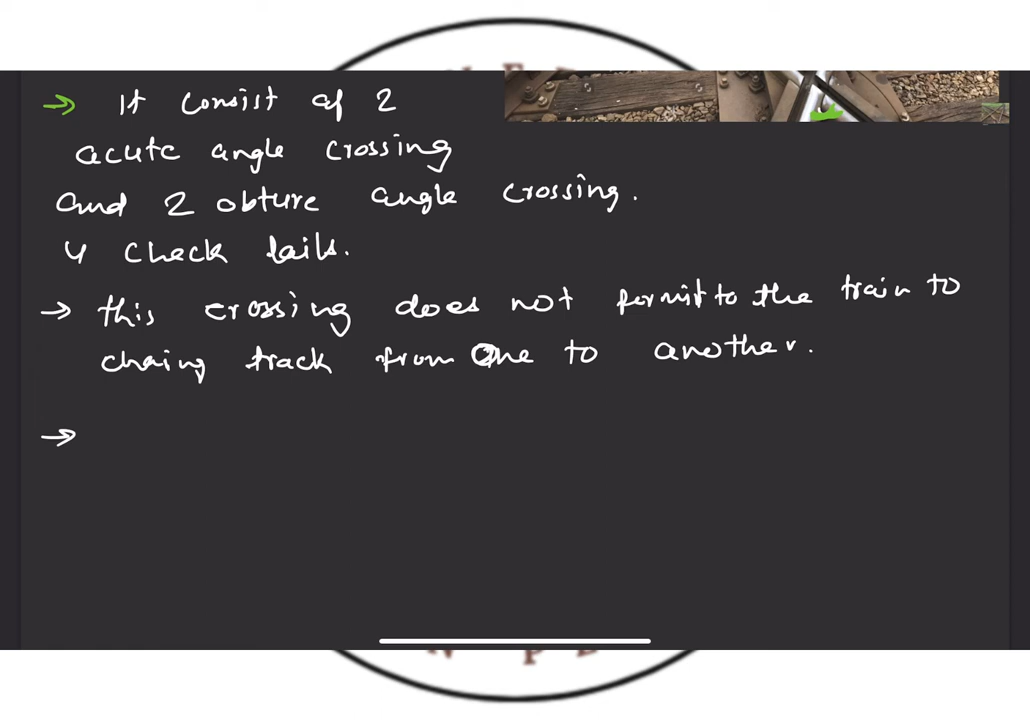 → It consist of 2
acute angle crossing
and 2 obture angle crossing.
4 check lails.
→ this crossing does not permit to the train to
chaing track from one to another.
→